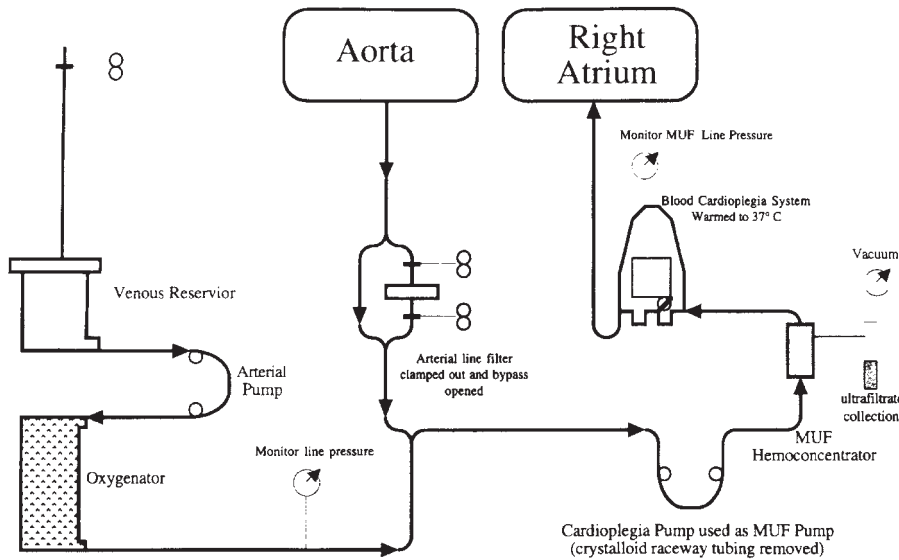 Aorta
Right
Atrium
Monitor MUF Line Pressure
Blood Cardioplegia System
Warmed to 37° C
Vacuum
Venous Reservior
Arterial
Pump
Arterial line filter
clamped out and bypass
opened
ultrafiltrate
collection
MUF
Hemoconcentrator
Monitor line pressure
Oxygenator
Cardioplegia Pump used as MUF Pump
(crystalloid raceway tubing removed)